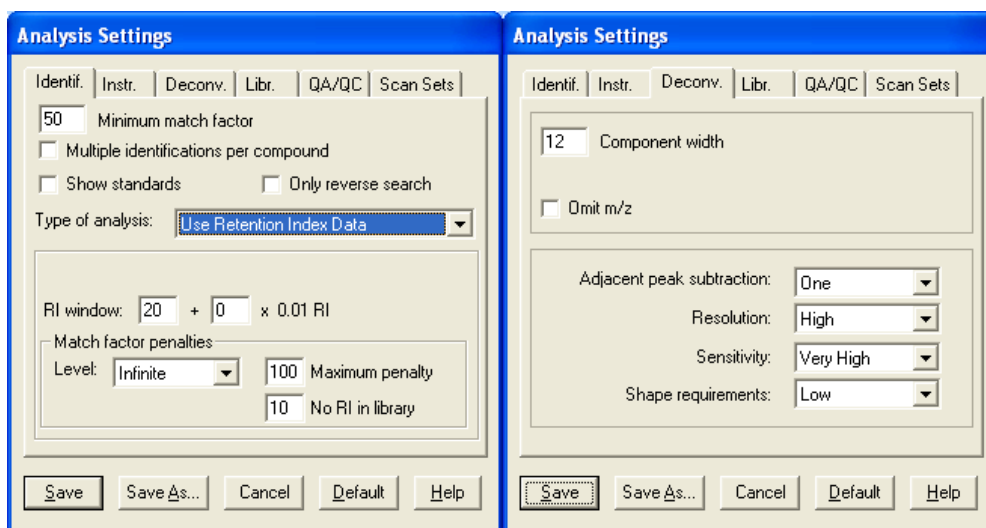 Analysis Settings
Identif. Instr. Deconv. Libr. QA/QC Scan Sets
50 Minimum match factor
Multiple identifications per compound
Show standards Only reverse search
Type of analysis: Use Retention Index Data
RI window: 20 + 0 x 0.01 RI
Match factor penalties
Level: Infinite 100 Maximum penalty
10 No RI in library
Save Save As... Cancel Default Help
Analysis Settings
Identif. Instr. Deconv. Libr. QA/QC Scan Sets
12 Component width
Omit m/z
Adjacent peak subtraction: One
Resolution: High
Sensitivity: Very High
Shape requirements: Low
Save Save As... Cancel Default Help